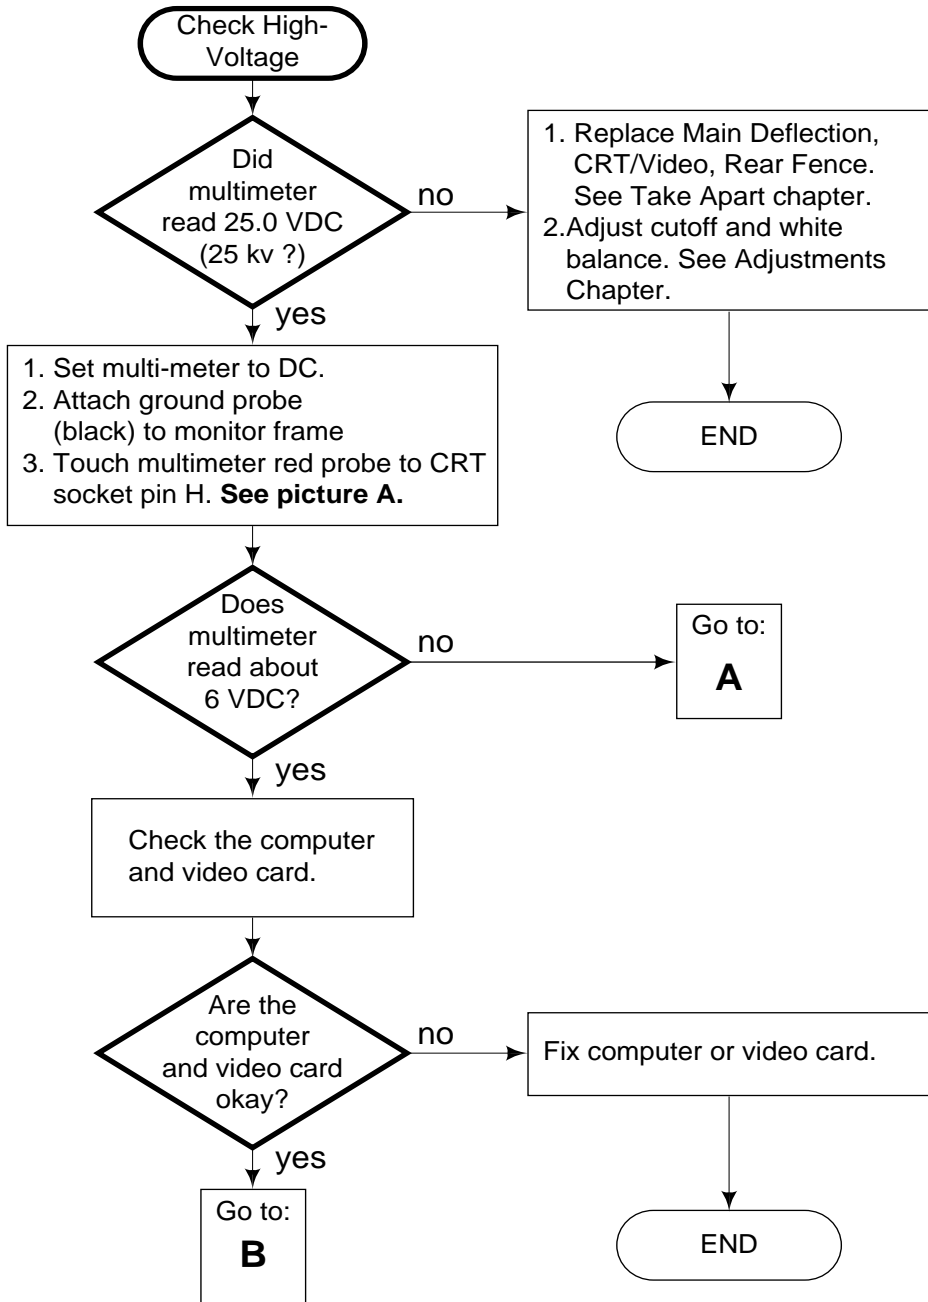 Check High-
Voltage
Did
multimeter
read 25.0 VDC
(25 kv ?)
no
1. Replace Main Deflection,
CRT/Video, Rear Fence.
See Take Apart chapter.
2.Adjust cutoff and white
balance. See Adjustments
Chapter.
END
yes
1. Set multi-meter to DC.
2. Attach ground probe
(black) to monitor frame
3. Touch multimeter red probe to CRT
socket pin H. See picture A.
Does
multimeter
read about
6 VDC?
no
Go to:
A
yes
Check the computer
and video card.
Are the
computer
and video card
okay?
no
Fix computer or video card.
END
yes
Go to:
B